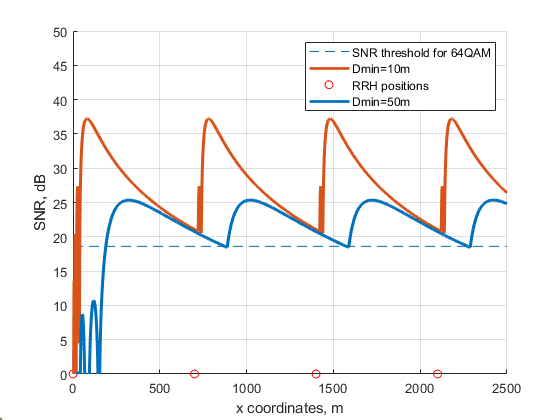 50
45
40
35
30
25
20
15
10
5
0
SNR, dB
SNR threshold for 64QAM
Dmin=10m
RRH positions
Dmin=50m
0 500 1000 1500 2000 2500
x coordinates, m